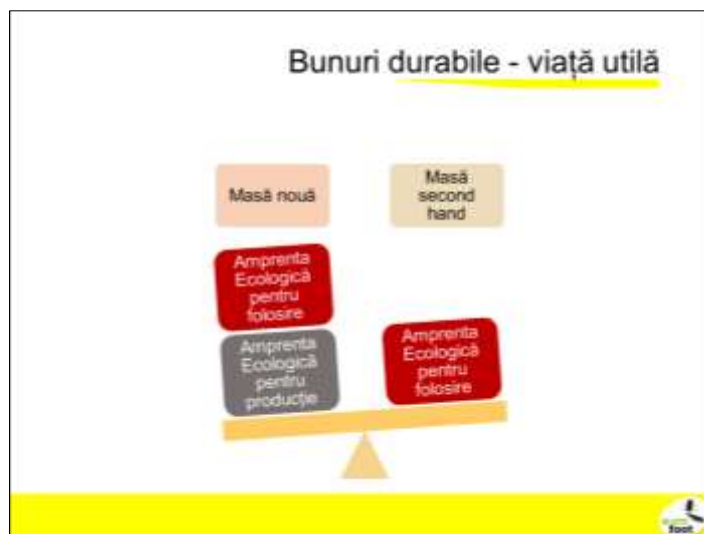 Bunuri durabile - viață utilă
Masă nouă
Masă
second
hand
Amprenta
Ecologică
pentru
folosire
Amprenta
Ecologică
pentru
producție
Amprenta
Ecologică
pentru
folosire
foot